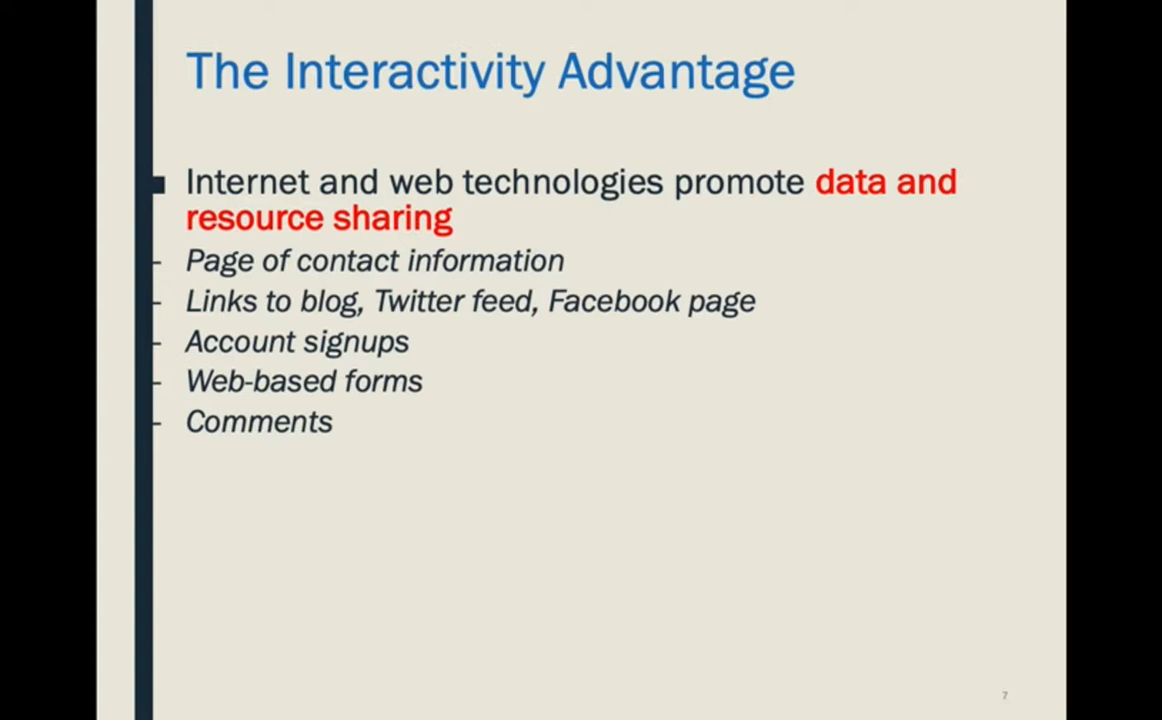 The Interactivity Advantage
■ Internet and web technologies promote data and
resource sharing
– Page of contact information
– Links to blog, Twitter feed, Facebook page
– Account signups
– Web-based forms
– Comments
7